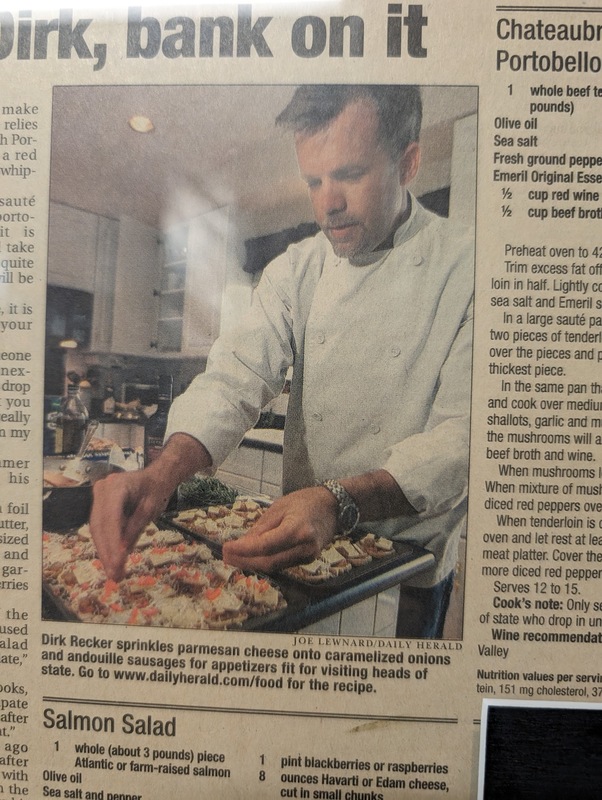 Dirk, bank on it
make
relies
h Por-
a red
whip-
sauté
porto-
it is
take
quite
ill be
, it is
your
eone
nex-
drop
t you
really
n my
mer
his
foil
utter,
sized
and
gar-
erries
the
used
alad
ate,"
ooks,
ipate
after
t."
ago
after
with
n the
JOE LEWNARD/DAILY HERALD
Dirk Recker sprinkles parmesan cheese onto caramelized onions
and andouille sausages for appetizers fit for visiting heads of
state. Go to www.dailyherald.com/food for the recipe.
Salmon Salad
1 whole (about 3 pounds) piece
Atlantic or farm-raised salmon
Olive oil
Sea salt and pepper
1 pint blackberries or raspberries
8 ounces Havarti or Edam cheese,
cut in small chunks
Chateaubr
Portobello
1 whole beef te
pounds)
Olive oil
Sea salt
Fresh ground peppe
Emeril Original Esse
½ cup red wine
½ cup beef brot
Preheat oven to 42
Trim excess fat off
loin in half. Lightly co
sea salt and Emeril s
In a large sauté pa
two pieces of tenderl
over the pieces and p
thickest piece.
In the same pan tha
and cook over medium
shallots, garlic and m
the mushrooms will a
beef broth and wine.
When mushrooms l
When mixture of mush
diced red peppers ove
When tenderloin is c
oven and let rest at lea
meat platter. Cover the
more diced red pepper
Serves 12 to 15.
Cook's note: Only se
of state who drop in un
Wine recommendat
Valley
Nutrition values per servin
tein, 151 mg cholesterol, 37